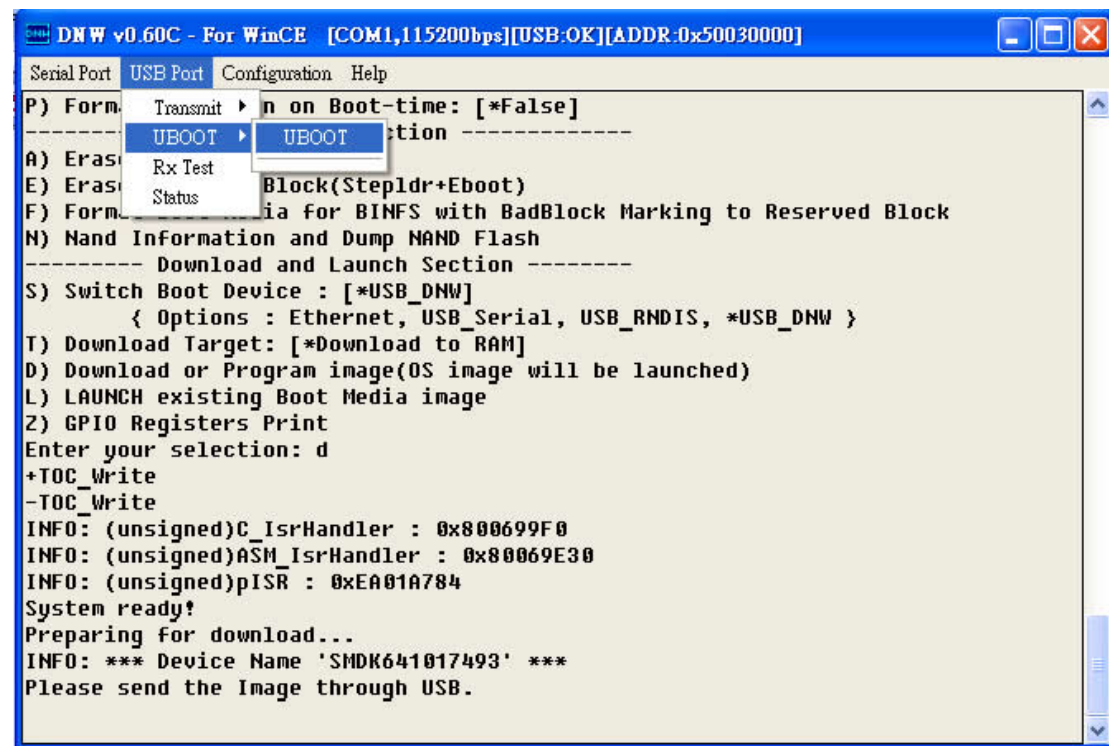 DNW v0.60C - For WinCE [COM1,115200bps][USB:OK][ADDR:0x50030000]
Serial Port USB Port Configuration Help
P) Form n on Boot-time: [*False]
Transmit
UBOOT
UBOOT
Rx Test
Status
--------- ction -------------
A) Eras
E) Eras Block(Stepldr+Eboot)
F) Form ia for BINFS with BadBlock Marking to Reserved Block
N) Nand Information and Dump NAND Flash
--------- Download and Launch Section --------
S) Switch Boot Device : [*USB_DNW]
{ Options : Ethernet, USB_Serial, USB_RNDIS, *USB_DNW }
T) Download Target: [*Download to RAM]
D) Download or Program image(OS image will be launched)
L) LAUNCH existing Boot Media image
Z) GPIO Registers Print
Enter your selection: d
+TOC_Write
-TOC_Write
INFO: (unsigned)C_IsrHandler : 0x800699F0
INFO: (unsigned)ASM_IsrHandler : 0x80069E30
INFO: (unsigned)pISR : 0xEA01A784
System ready!
Preparing for download...
INFO: *** Device Name 'SMDK641017493' ***
Please send the Image through USB.